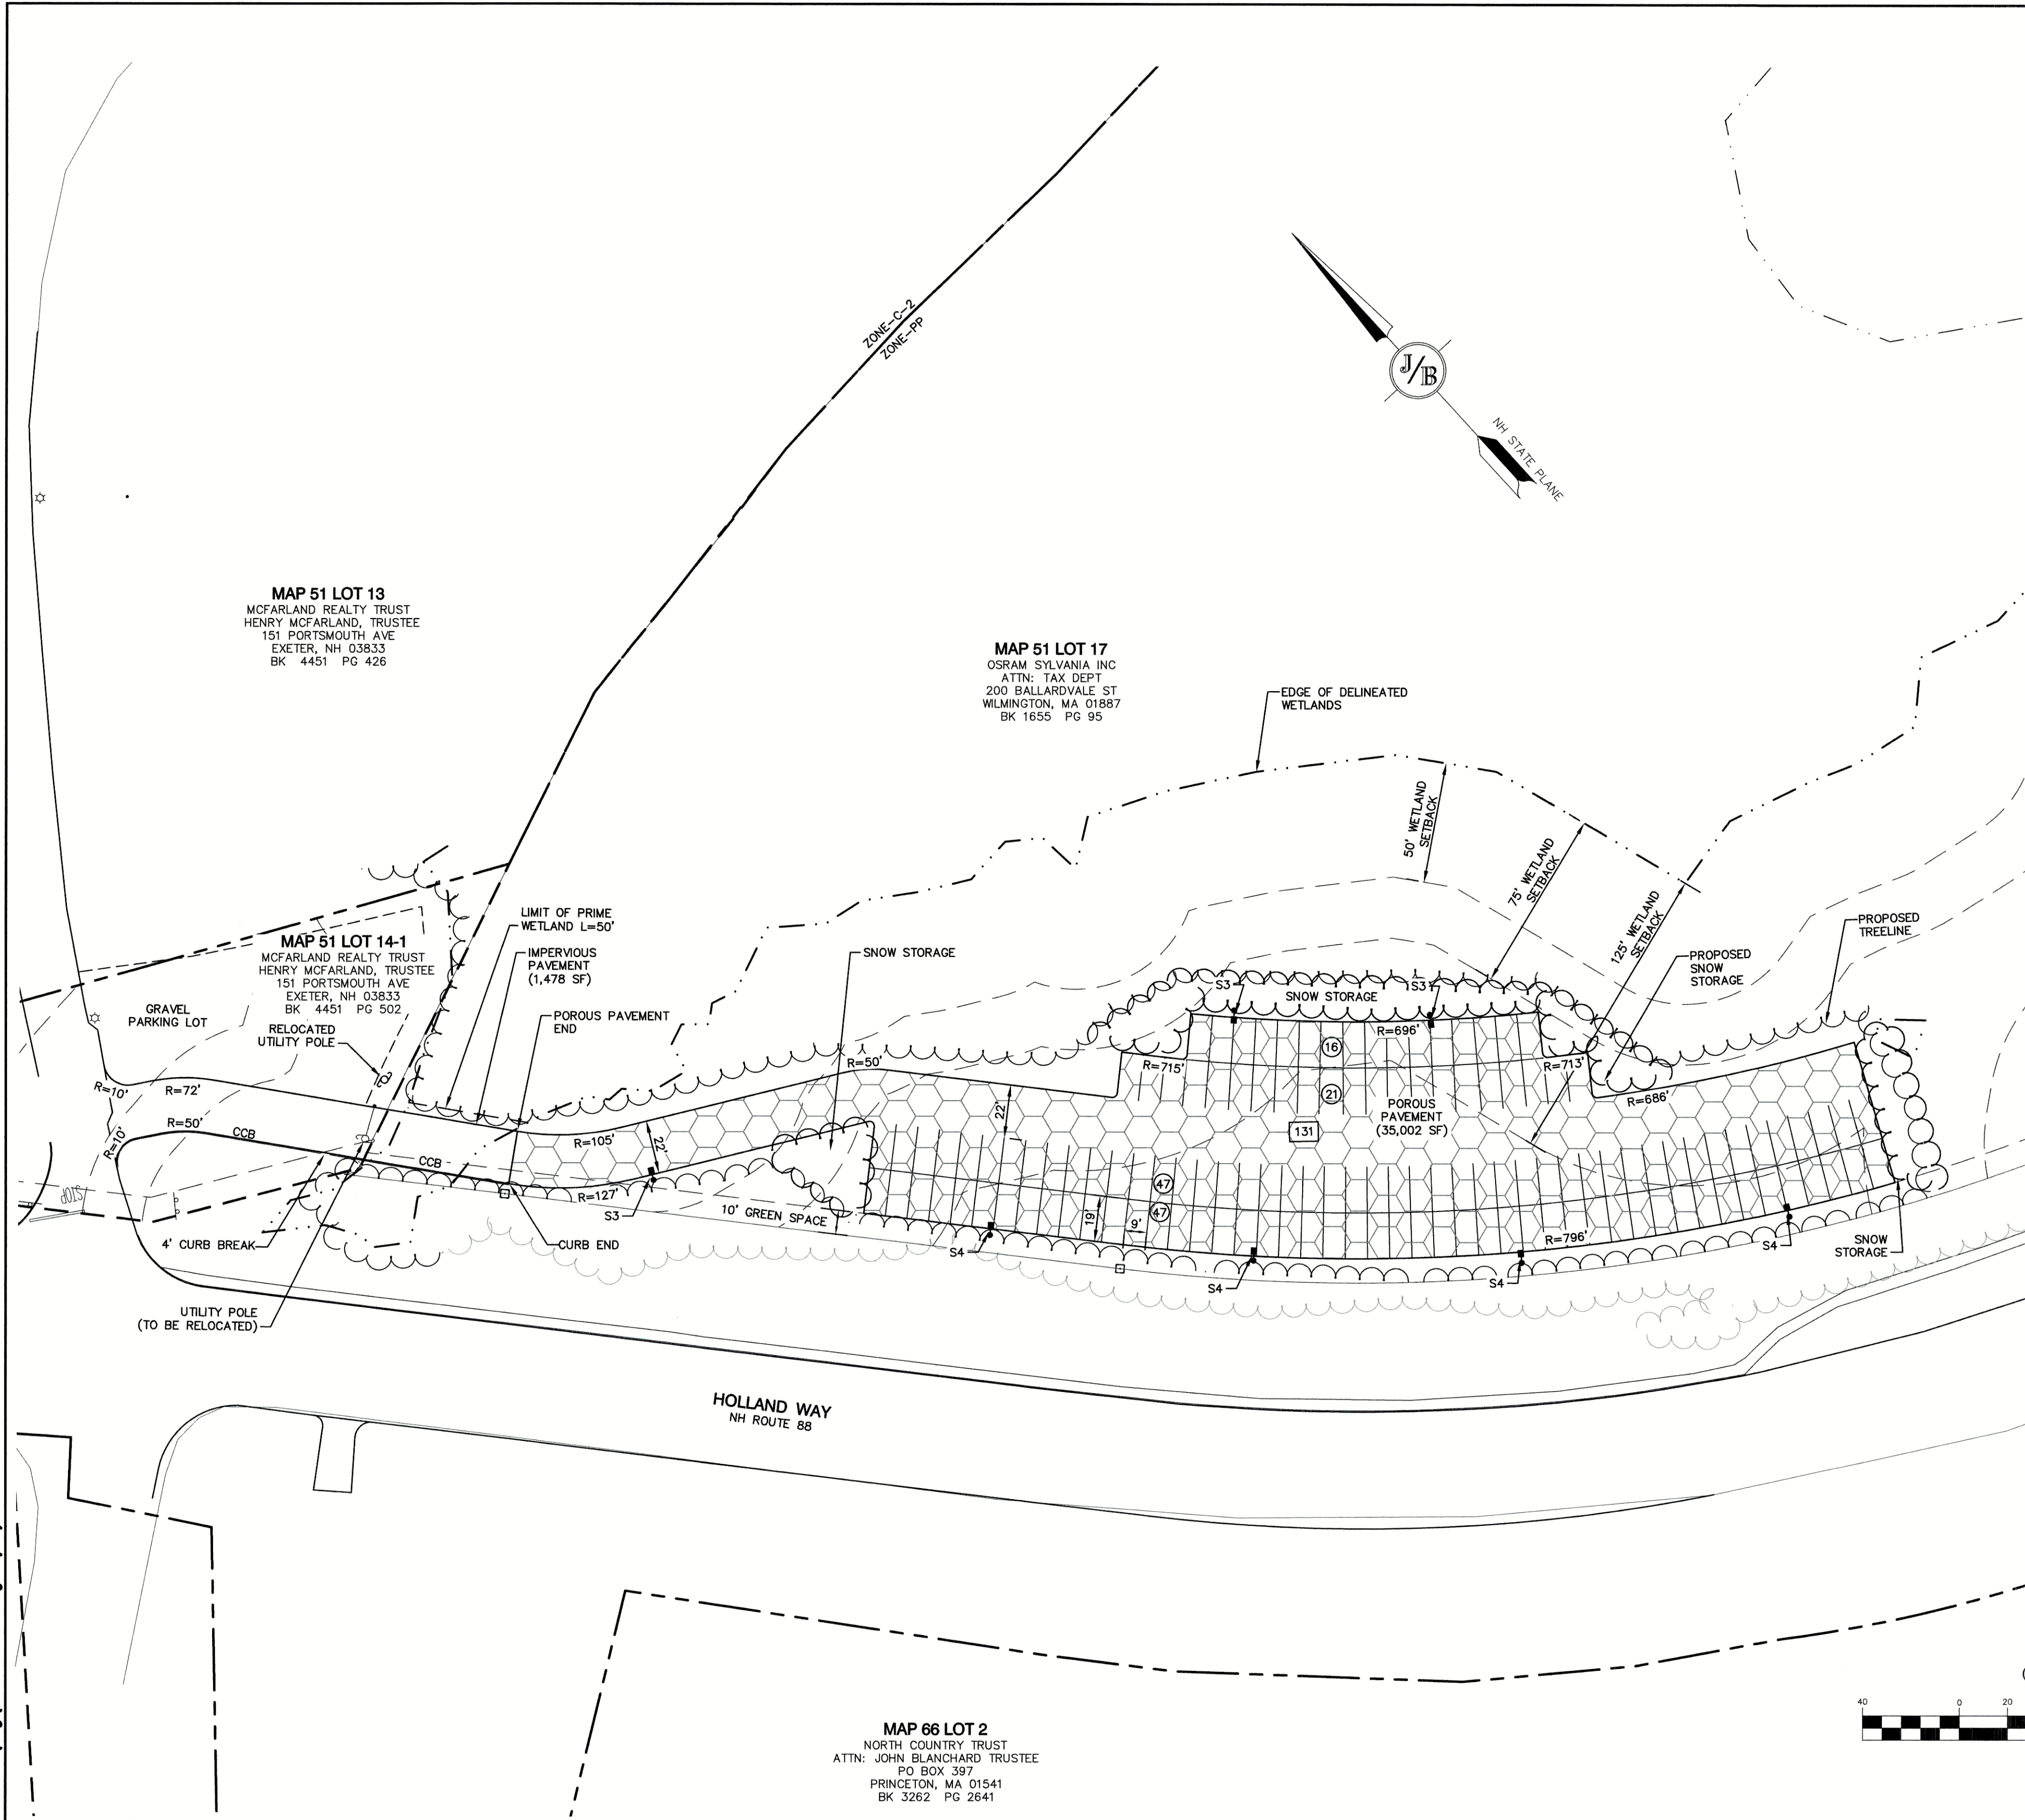 ZONE-C-2
ZONE-PP
J/B
NH STATE PLANE
MAP 51 LOT 13
MCFARLAND REALTY TRUST
HENRY MCFARLAND, TRUSTEE
151 PORTSMOUTH AVE
EXETER, NH 03833
BK 4451 PG 426
MAP 51 LOT 17
OSRAM SYLVANIA INC
ATTN: TAX DEPT
200 BALLARDVALE ST
WILMINGTON, MA 01887
BK 1655 PG 95
EDGE OF DELINEATED
WETLANDS
50' WETLAND
SETBACK
75' WETLAND
SETBACK
125' WETLAND
SETBACK
PROPOSED
TREELINE
PROPOSED
SNOW
STORAGE
LIMIT OF PRIME
WETLAND L=50'
IMPERVIOUS
PAVEMENT
(1,478 SF)
SNOW STORAGE
POROUS PAVEMENT
END
MAP 51 LOT 14-1
MCFARLAND REALTY TRUST
HENRY MCFARLAND, TRUSTEE
151 PORTSMOUTH AVE
EXETER, NH 03833
BK 4451 PG 502
GRAVEL
PARKING LOT
RELOCATED
UTILITY POLE
S3
SNOW STORAGE
S3
R=696'
16
R=10'
R=72'
R=50'
R=715'
R=713'
21
R=686'
POROUS
PAVEMENT
(35,002 SF)
131
22'
R=10'
R=50'
CCB
CCB
R=105'
22'
R=127'
S3
10' GREEN SPACE
47
47
19'
9'
R=796'
STOP
4' CURB BREAK
CURB END
S4
S4
S4
S4
SNOW
STORAGE
UTILITY POLE
(TO BE RELOCATED)
HOLLAND WAY
NH ROUTE 88
40
0
20
MAP 66 LOT 2
NORTH COUNTRY TRUST
ATTN: JOHN BLANCHARD TRUSTEE
PO BOX 397
PRINCETON, MA 01541
BK 3262 PG 2641